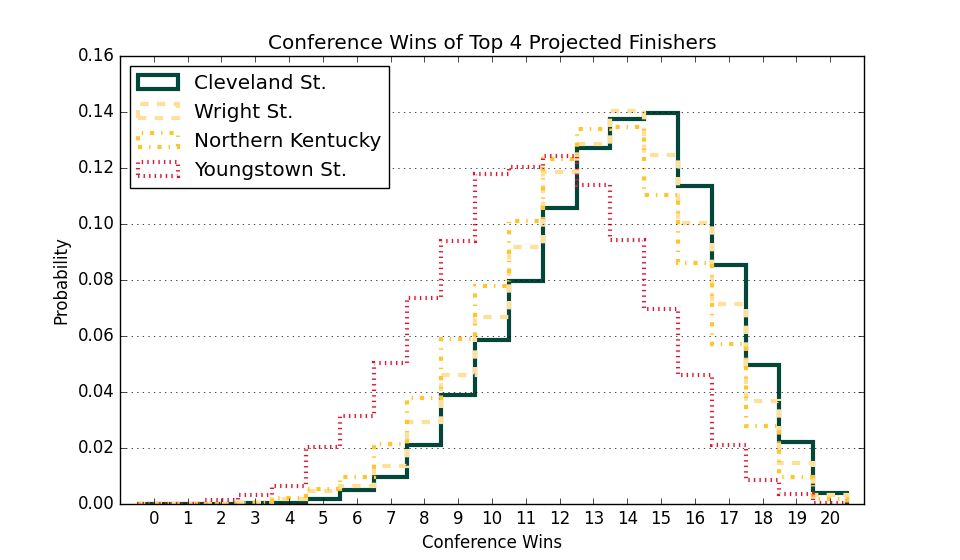 Conference Wins of Top 4 Projected Finishers
0.16
0.14
0.12
0.10
0.08
0.06
0.04
0.02
0.00
Probability
Cleveland St.
Wright St.
Northern Kentucky
Youngstown St.
0 1 2 3 4 5 6 7 8 9 10 11 12 13 14 15 16 17 18 19 20
Conference Wins